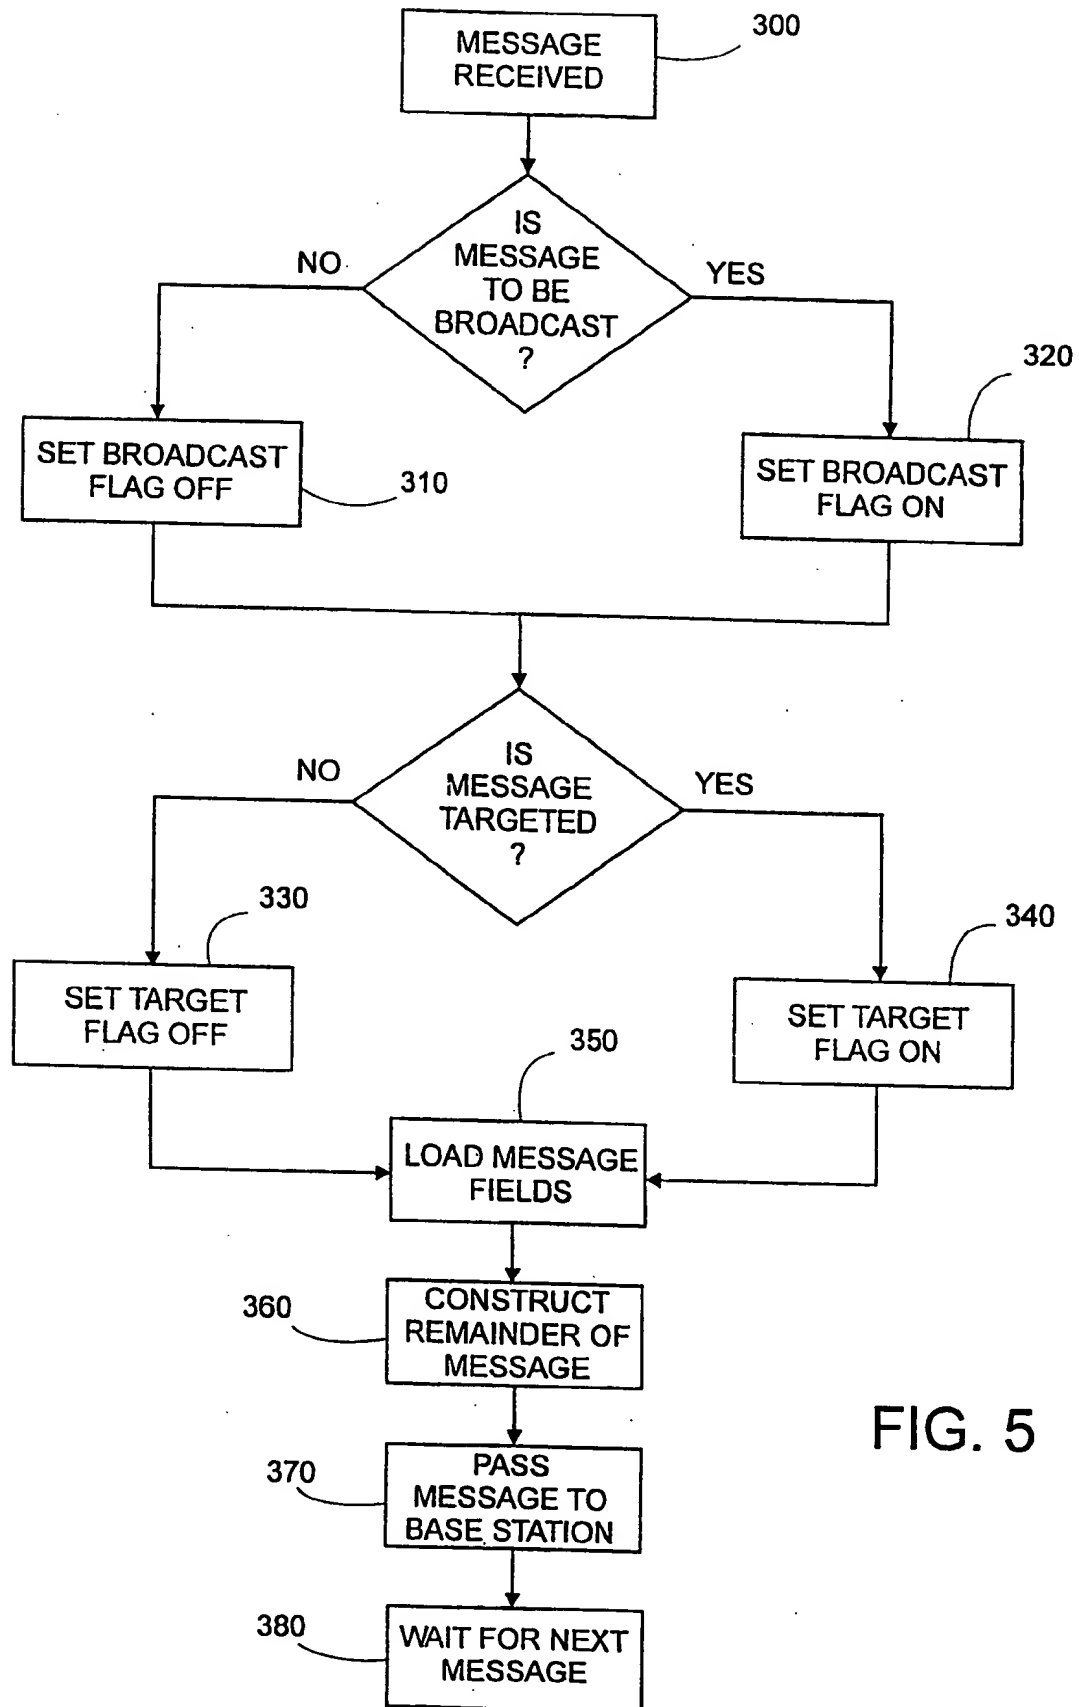 MESSAGE
RECEIVED
300
IS
MESSAGE
TO BE
BROADCAST
?
NO
YES
320
SET BROADCAST
FLAG OFF
310
SET BROADCAST
FLAG ON
IS
MESSAGE
TARGETED
?
NO
YES
330
340
SET TARGET
FLAG OFF
SET TARGET
FLAG ON
350
LOAD MESSAGE
FIELDS
360
CONSTRUCT
REMAINDER OF
MESSAGE
FIG. 5
370
PASS
MESSAGE TO
BASE STATION
380
WAIT FOR NEXT
MESSAGE